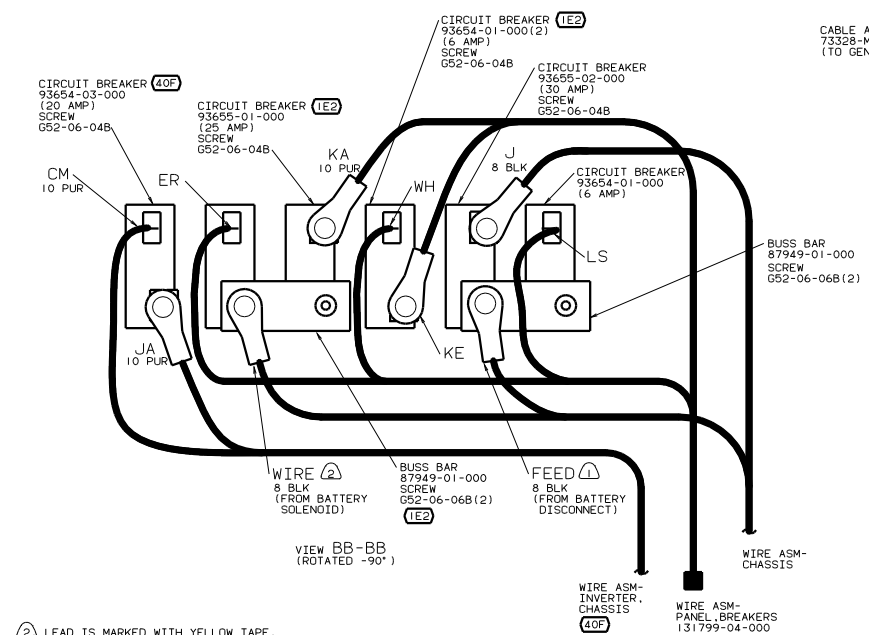 CIRCUIT BREAKER 1E2
93654-01-000(2)
(6 AMP)
SCREW
G52-06-04B
CABLE A
73328-M
(TO GEN
CIRCUIT BREAKER
93655-02-000
(30 AMP)
SCREW
G52-06-04B
CIRCUIT BREAKER 40F
93654-03-000
(20 AMP)
SCREW
G52-06-04B
CIRCUIT BREAKER 1E2
93655-01-000
(25 AMP)
SCREW
G52-06-04B
KA
10 PUR
J
8 BLK
CM
10 PUR
ER
WH
CIRCUIT BREAKER
93654-01-000
(6 AMP)
LS
BUSS BAR
87949-01-000
SCREW
G52-06-06B(2)
JA
10 PUR
KE
WIRE 2
8 BLK
(FROM BATTERY
SOLENOID)
BUSS BAR
87949-01-000
SCREW
G52-06-06B(2)
1E2
FEED 1
8 BLK
(FROM BATTERY
DISCONNECT)
VIEW BB-BB
(ROTATED -90°)
WIRE ASM-
CHASSIS
WIRE ASM-
INVERTER,
CHASSIS
40F
WIRE ASM-
PANEL,BREAKERS
131799-04-000
2 LEAD IS MARKED WITH YELLOW TAPE.